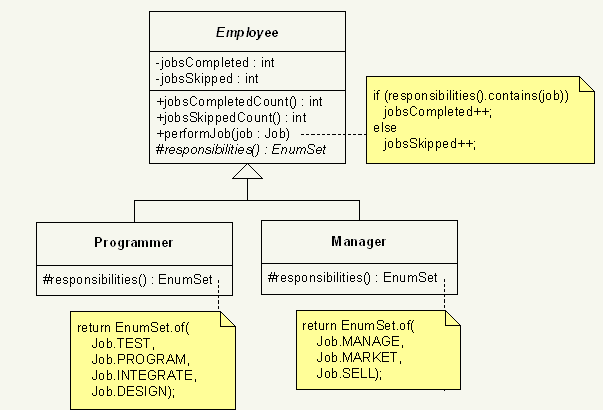 Employee
-jobsCompleted : int
-jobsSkipped : int
+jobsCompletedCount() : int
+jobsSkippedCount() : int
+performJob(job : Job)
#responsibilities() : EnumSet
if (responsibilities().contains(job))
jobsCompleted++;
else
jobsSkipped++;
Programmer
#responsibilities() : EnumSet
return EnumSet.of(
Job.TEST,
Job.PROGRAM,
Job.INTEGRATE,
Job.DESIGN);
Manager
#responsibilities() : EnumSet
return EnumSet.of(
Job.MANAGE,
Job.MARKET,
Job.SELL);